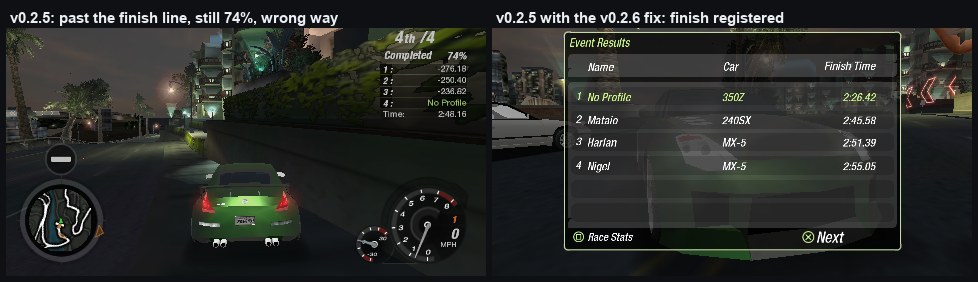 v0.2.5: past the finish line, still 74%, wrong way
4th /4
Completed 74%
1 : -276.18
2 : -250.40
3 : -236.82
4 : No Profile
Time: 2:48.16
1
0
MPH
v0.2.5 with the v0.2.6 fix: finish registered
Event Results
Name Car Finish Time
1 No Profile 350Z 2:26.42
2 Mataio 240SX 2:45.58
3 Harlan MX-5 2:51.39
4 Nigel MX-5 2:55.05
Race Stats
Next